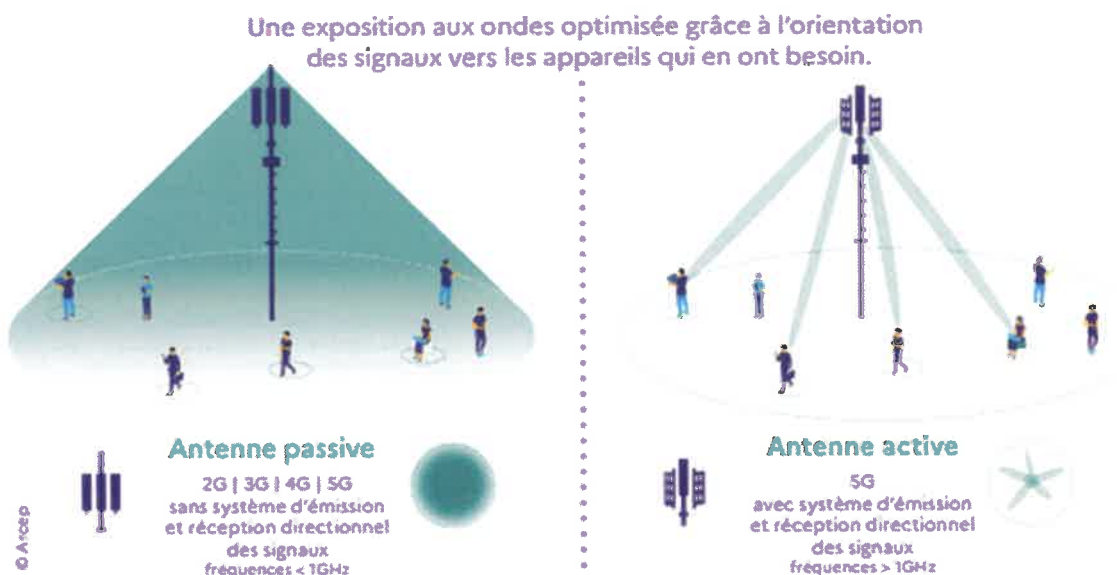 Une exposition aux ondes optimisée grâce à l'orientation
des signaux vers les appareils qui en ont besoin.
Antenne passive
2G | 3G | 4G | 5G
sans système d'émission
et réception directionnel
des signaux
fréquences < 1GHz
© Arcep
Antenne active
5G
avec système d'émission
et réception directionnel
des signaux
fréquences > 1GHz